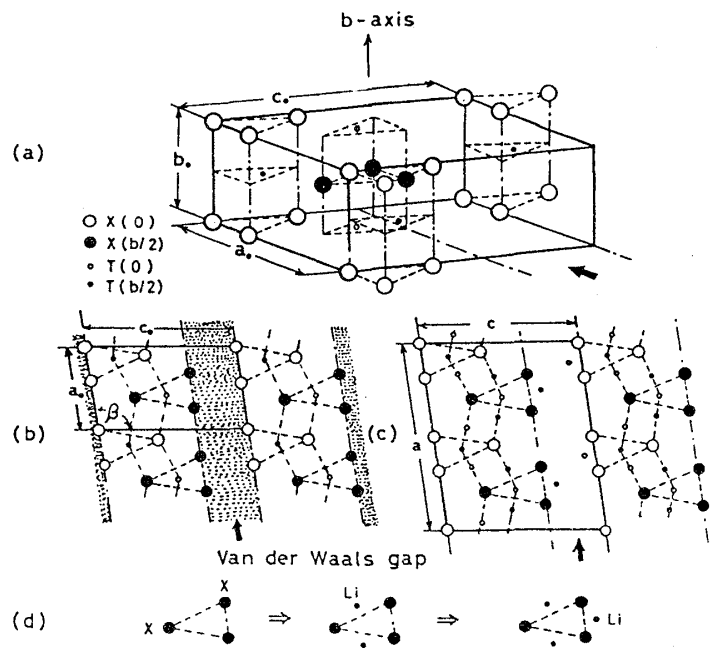 b-axis
(a)
c₀
b₀
a₀
X(0)
X(b/2)
T(0)
T(b/2)
(b)
c₀
a₀
β
(c)
c
a
Van der Waals gap
(d)
X
X
⇒
Li
⇒
Li